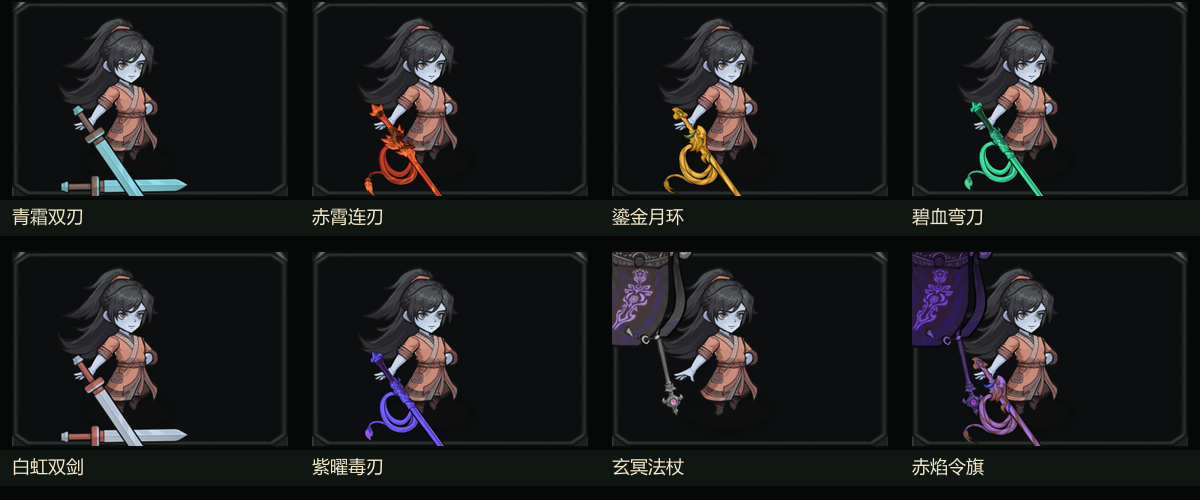 青霜双刃
赤霄连刃
鎏金月环
碧血弯刀
白虹双剑
紫曜毒刃
玄冥法杖
赤焰令旗